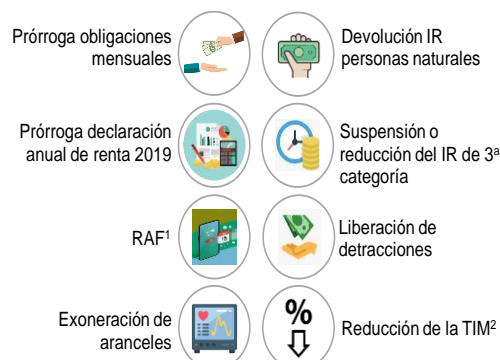 Prórroga obligaciones
mensuales
Devolución IR
personas naturales
Prórroga declaración
anual de renta 2019
Suspensión o
reducción del IR de 3ª
categoría
RAF¹
Liberación de
detracciones
Exoneración de
aranceles
%
Reducción de la TIM²